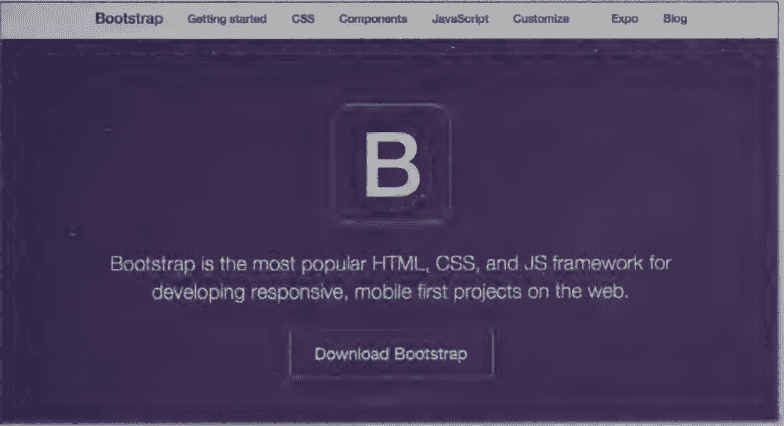 Bootstrap Getting started CSS Components JavaScript Customize Expo Blog
B
Bootstrap is the most popular HTML, CSS, and JS framework for
developing responsive, mobile first projects on the web.
Download Bootstrap